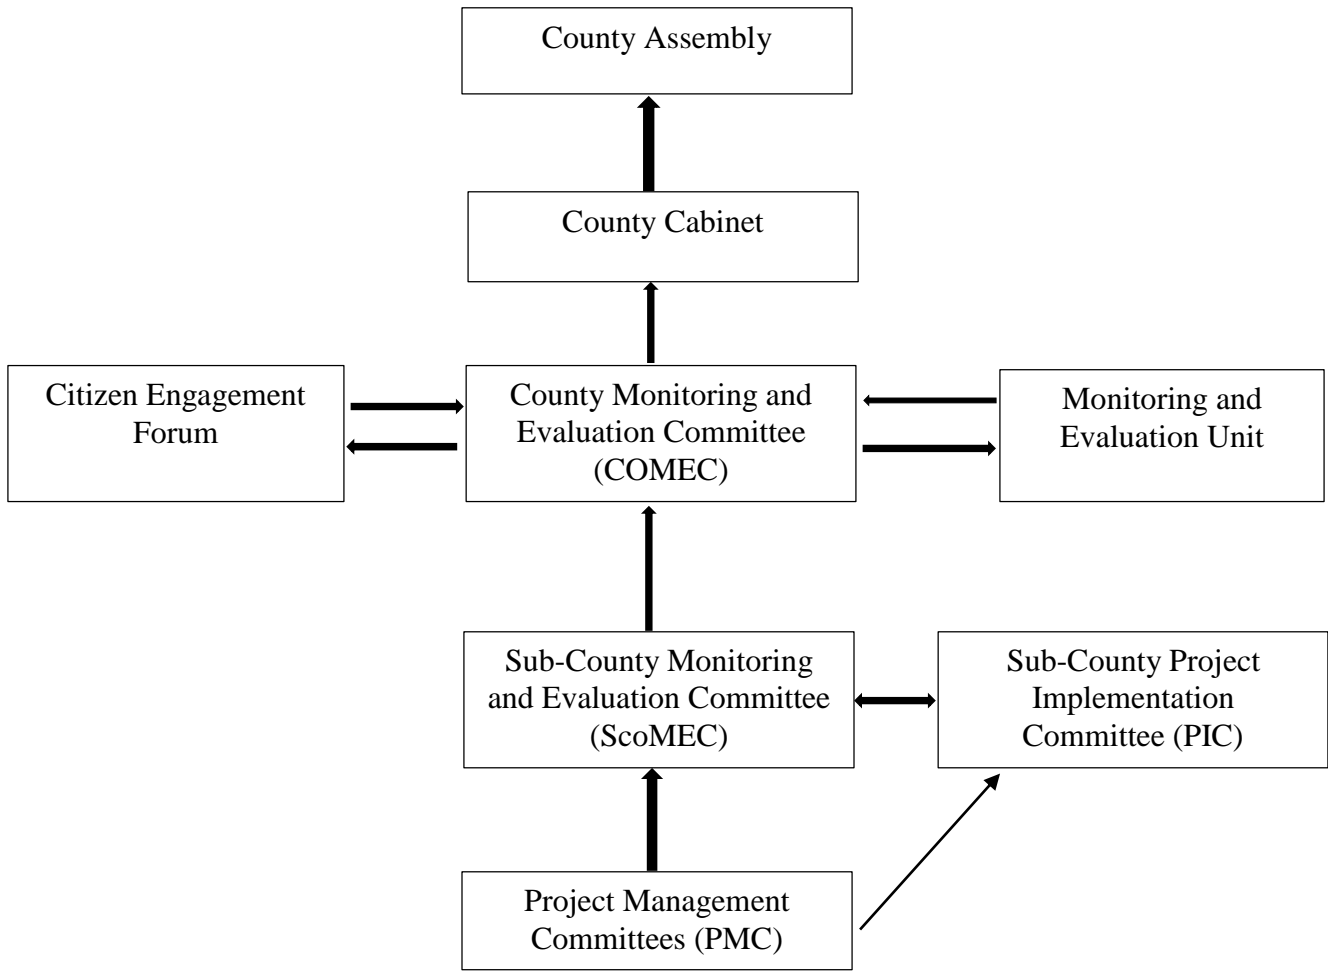 County Assembly
County Cabinet
Citizen Engagement
Forum
County Monitoring and
Evaluation Committee
(COMEC)
Monitoring and
Evaluation Unit
Sub-County Monitoring
and Evaluation Committee
(ScoMEC)
Sub-County Project
Implementation
Committee (PIC)
Project Management
Committees (PMC)